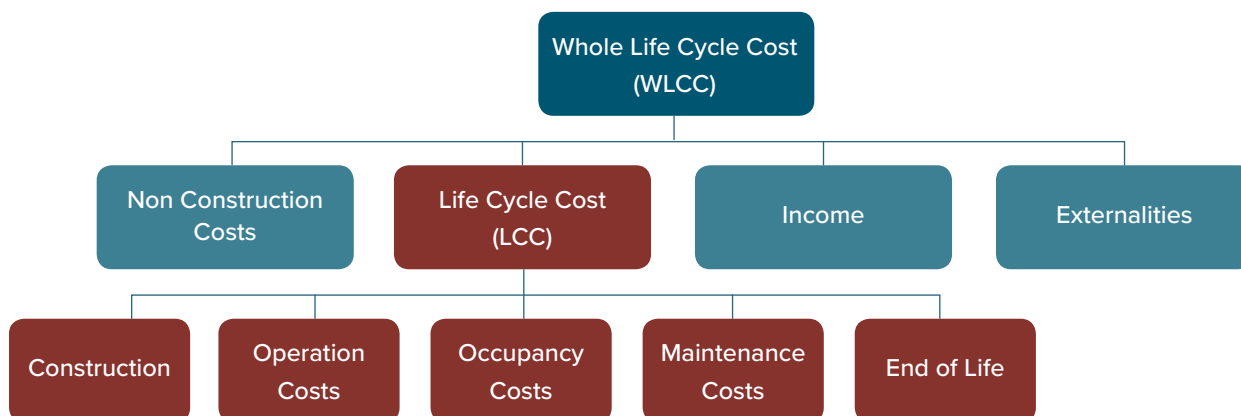 Whole Life Cycle Cost
(WLCC)
Non Construction
Costs
Life Cycle Cost
(LCC)
Income
Externalities
Construction
Operation
Costs
Occupancy
Costs
Maintenance
Costs
End of Life